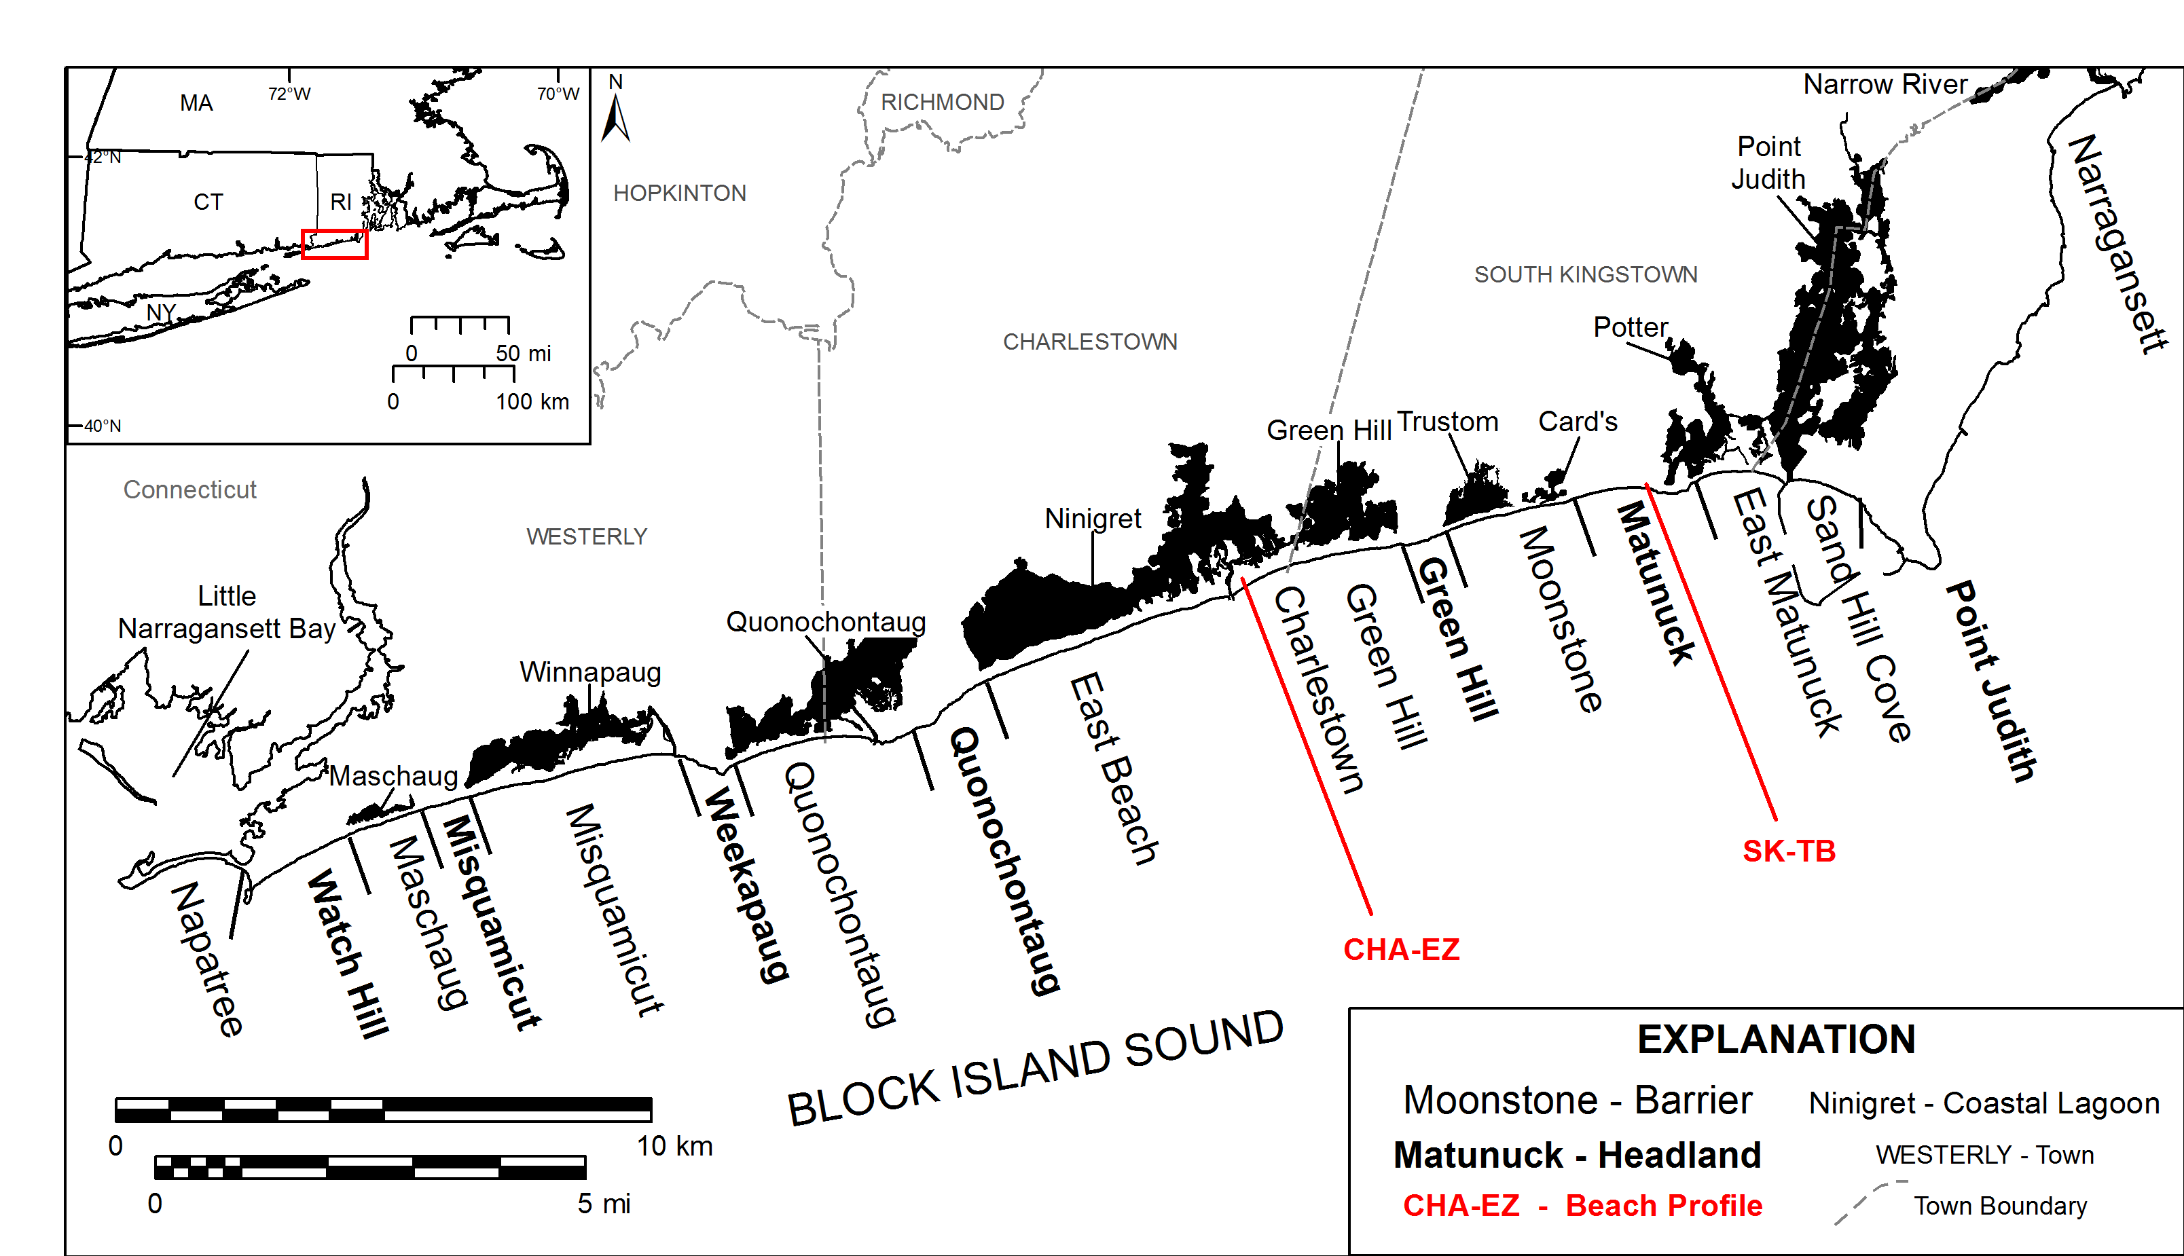 MA
72°W
70°W
42°N
CT
RI
NY
0
50 mi
0
100 km
40°N
N
RICHMOND
HOPKINTON
Narrow River
Point
Judith
Narragansett
SOUTH KINGSTOWN
Potter
CHARLESTOWN
Green Hill
Trustom
Card's
Connecticut
WESTERLY
Ninigret
Little
Narragansett Bay
Quonochontaug
Winnapaug
Maschaug
Napatree
Watch Hill
Maschaug
Misquamicut
Misquamicut
Weekapaug
Quonochontaug
Quonochontaug
East Beach
Charlestown
Green Hill
Green Hill
Moonstone
Matunuck
East Matunuck
Sand Hill Cove
Point Judith
SK-TB
CHA-EZ
BLOCK ISLAND SOUND
0
10 km
0
5 mi
EXPLANATION
Moonstone - Barrier
Ninigret - Coastal Lagoon
Matunuck - Headland
WESTERLY - Town
CHA-EZ - Beach Profile
Town Boundary